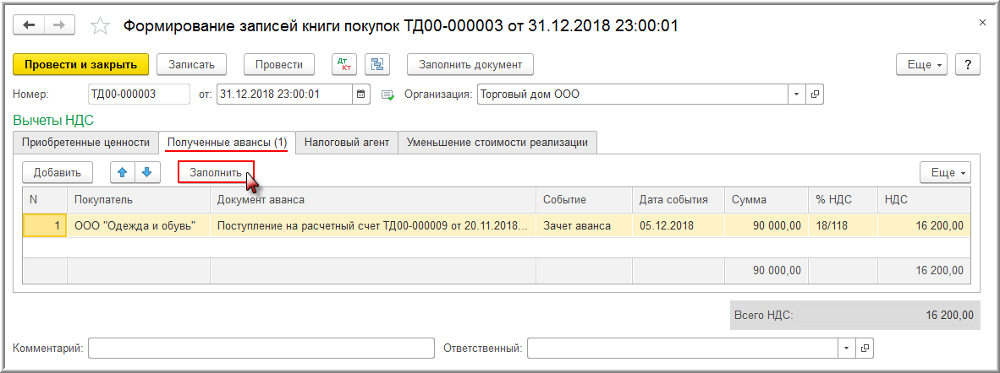 Формирование записей книги покупок ТД00-000003 от 31.12.2018 23:00:01
Провести и закрыть Записать Провести Дт Кт Заполнить документ Еще ?
Номер: ТД00-000003 от: 31.12.2018 23:00:01 Организация: Торговый дом ООО
Вычеты НДС
Приобретенные ценности Полученные авансы (1) Налоговый агент Уменьшение стоимости реализации
Добавить Заполнить Еще
N Покупатель Документ аванса Событие Дата события Сумма % НДС НДС
1 ООО "Одежда и обувь" Поступление на расчетный счет ТД00-000009 от 20.11.2018... Зачет аванса 05.12.2018 90 000,00 18/118 16 200,00
90 000,00 16 200,00
Всего НДС: 16 200,00
Комментарий: Ответственный: